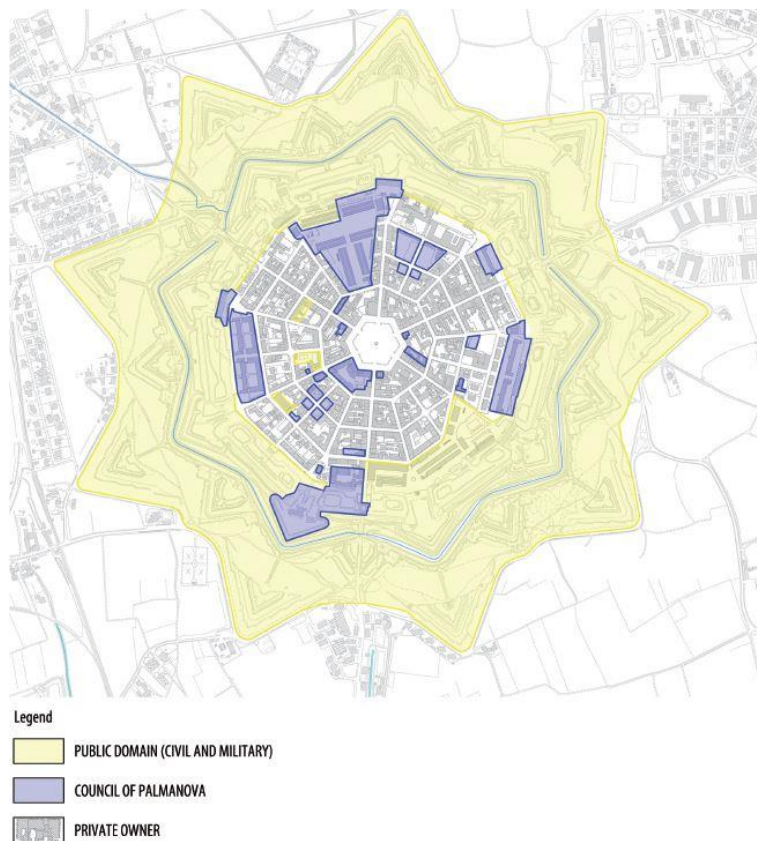 Legend
PUBLIC DOMAIN (CIVIL AND MILITARY)
COUNCIL OF PALMANOVA
PRIVATE OWNER